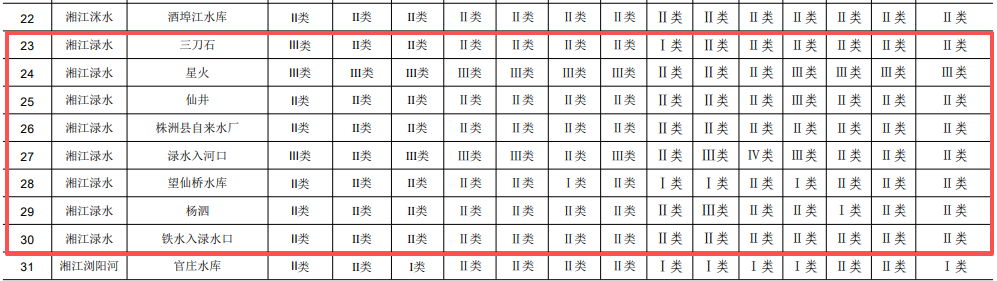 22 湘江洣水 酒埠江水库 II类 II类 II类 II类 II类 II类 II类 II类 II类 II类 II类 II类 II类 II类
23 湘江渌水 三刀石 III类 II类 II类 II类 II类 II类 II类 I类 II类 II类 II类 II类 II类 II类
24 湘江渌水 星火 III类 III类 III类 III类 III类 III类 III类 II类 II类 II类 III类 III类 III类 III类
25 湘江渌水 仙井 II类 II类 II类 II类 II类 II类 II类 II类 II类 II类 III类 II类 II类 II类
26 湘江渌水 株洲县自来水厂 II类 II类 II类 II类 II类 II类 II类 II类 II类 II类 II类 II类 II类 II类
27 湘江渌水 渌水入河口 III类 II类 III类 III类 III类 II类 III类 II类 III类 IV类 III类 II类 II类 II类
28 湘江渌水 望仙桥水库 II类 II类 II类 II类 II类 I类 II类 I类 I类 II类 I类 II类 II类 II类
29 湘江渌水 杨泗 II类 II类 II类 II类 II类 II类 II类 II类 III类 II类 II类 I类 II类 II类
30 湘江渌水 铁水入渌水口 II类 II类 II类 II类 II类 II类 II类 II类 II类 II类 II类 II类 II类 II类
31 湘江浏阳河 官庄水库 II类 II类 I类 II类 II类 II类 II类 I类 I类 I类 I类 II类 II类 I类